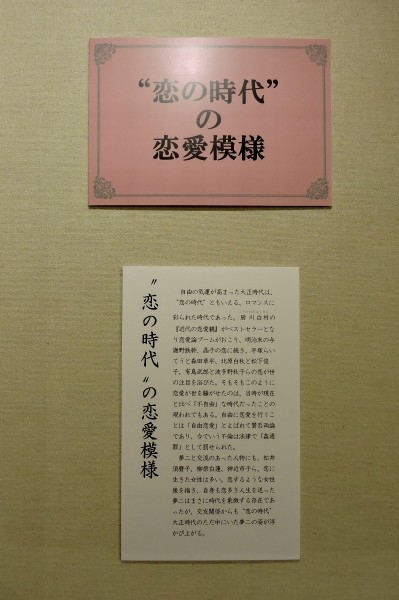 “恋の時代”
の
恋愛模様
〝恋の時代〟の恋愛模様
自由の気運が高まった大正時代は、
“恋の時代”ともいえる、ロマンスに
彩られた時代であった。厨川白村の
『近代の恋愛観』がベストセラーとな
り恋愛論ブームがおこり、明治末の与
謝野鉄幹、晶子の恋に続き、平塚らい
てうと森田草平、北原白秋と松下俊
子、有島武郎と波多野秋子らの恋が世
の注目を浴びた。そもそもこのように
恋愛が世を騒がせたのは、当時が現在
と比べ「不自由」な時代だったことの
現われでもある。自由に恋愛を行うこ
とは「自由恋愛」とよばれて賛否両論
であり、今でいう不倫は法律で「姦通
罪」として罰せられた。
夢二と交流のあった人物にも、松井
須磨子、柳原白蓮、神近市子ら、恋に
生きた女性は多い。恋するような女性
像を描き、自身も恋多き人生を送った
夢二はまさに時代を象徴する存在であ
ったが、交友関係からも“恋の時代”
大正時代のただ中にいた夢二の姿が浮
かび上がる。